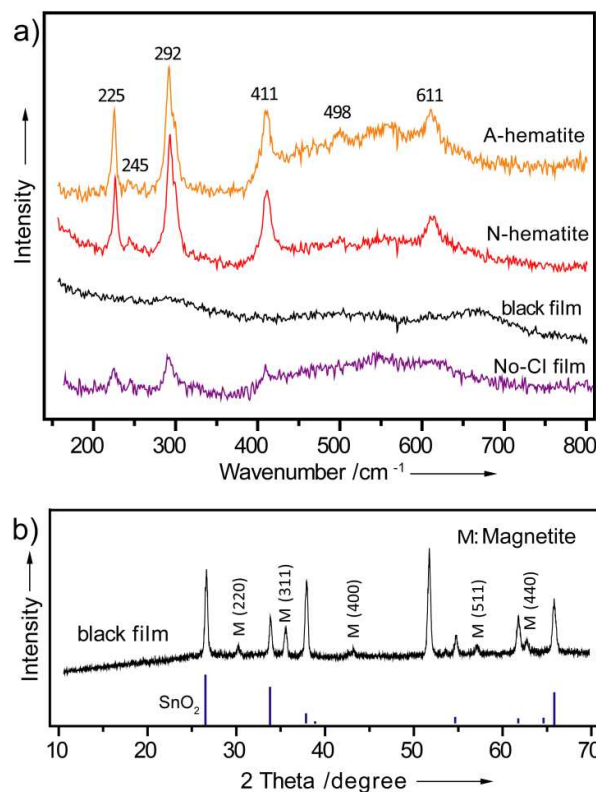 a)
292
225
411
611
498
245
A-hematite
N-hematite
black film
No-Cl film
Intensity
200 300 400 500 600 700 800
Wavenumber /cm⁻¹
b)
M: Magnetite
M (220)
M (311)
M (400)
M (511)
M (440)
black film
SnO₂
Intensity
10 20 30 40 50 60 70
2 Theta /degree